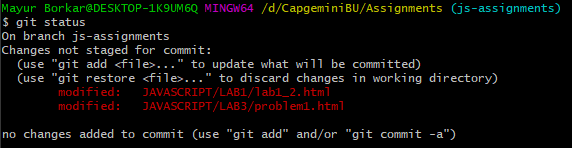 Mayur Borkar@DESKTOP-1K9UM6Q MINGW64 /d/CapgeminiBU/Assignments (js-assignments)
$ git status
On branch js-assignments
Changes not staged for commit:
  (use "git add <file>..." to update what will be committed)
  (use "git restore <file>..." to discard changes in working directory)
        modified:   JAVASCRIPT/LAB1/lab1_2.html
        modified:   JAVASCRIPT/LAB3/problem1.html
no changes added to commit (use "git add" and/or "git commit -a")